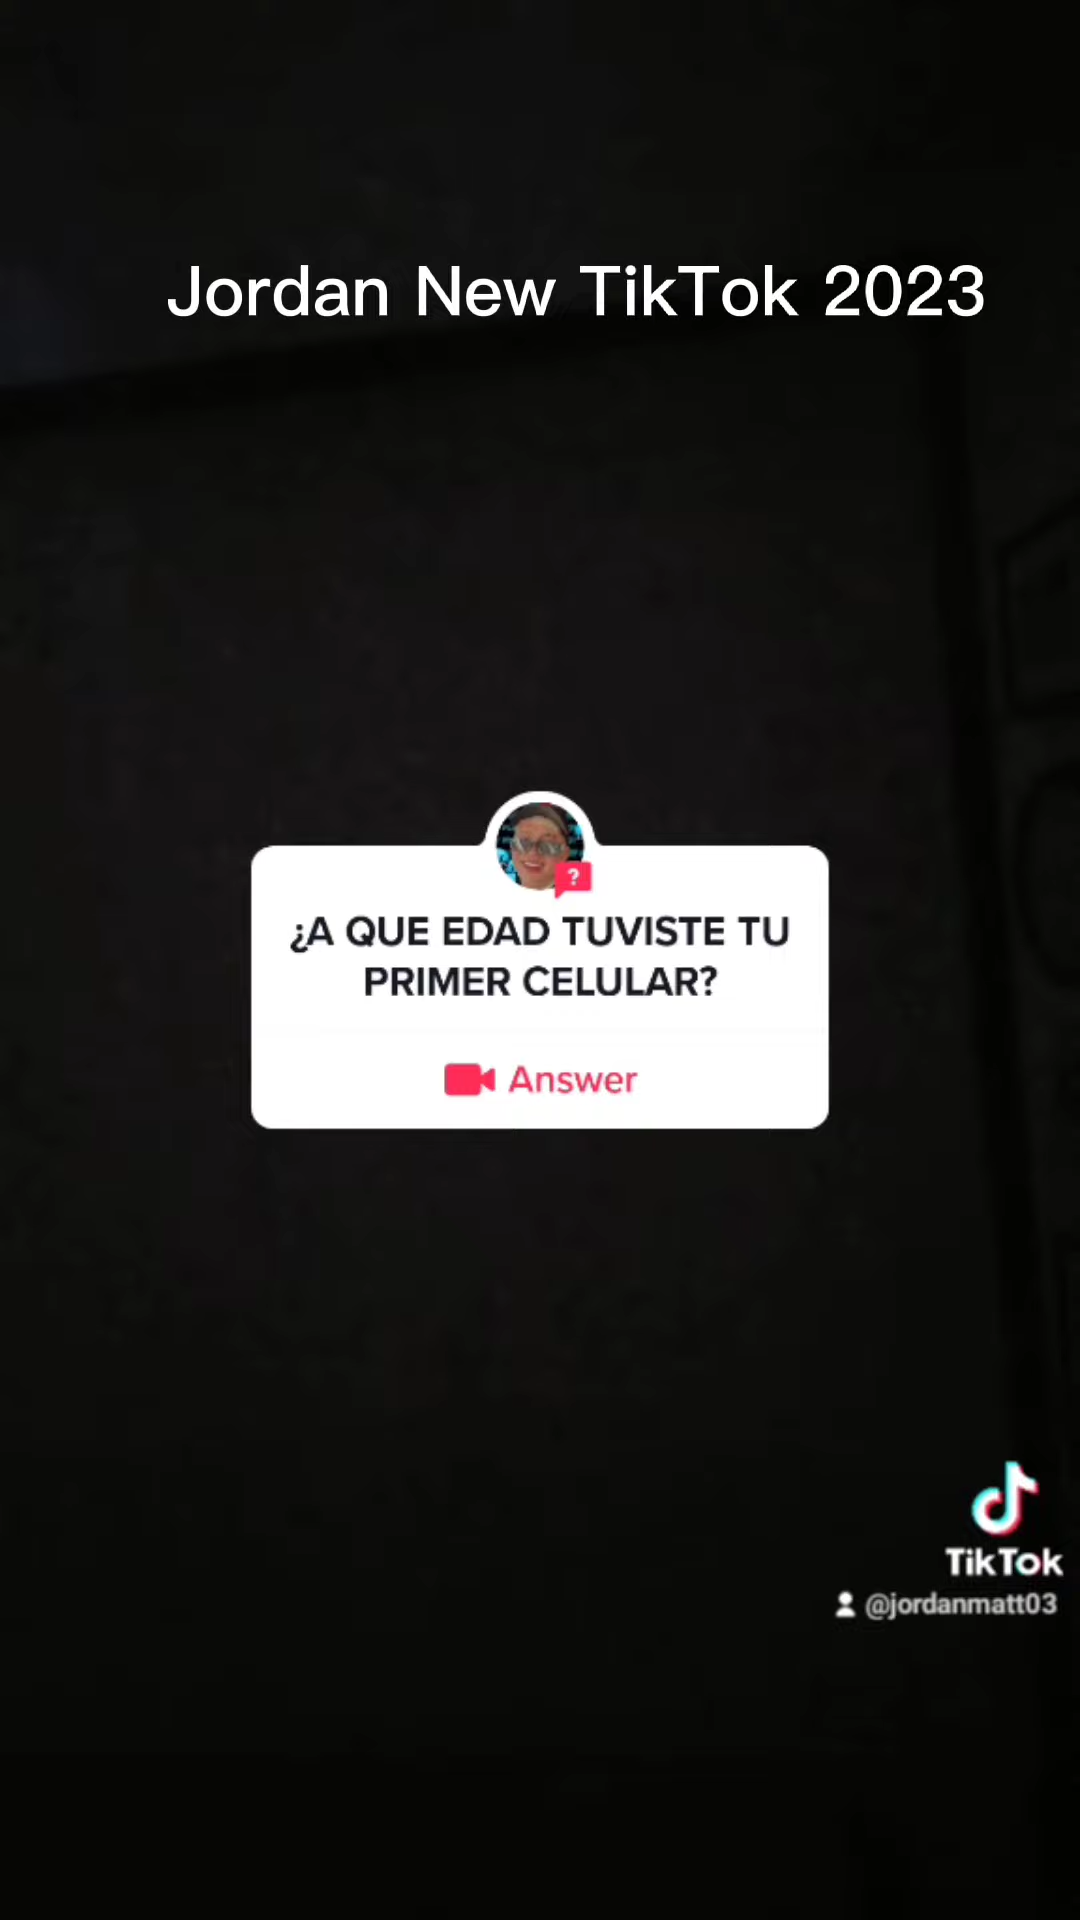 Jordan New TikTok 2023
?
¿A QUE EDAD TUVISTE TU
PRIMER CELULAR?
Answer
TikTok
@jordanmatt03